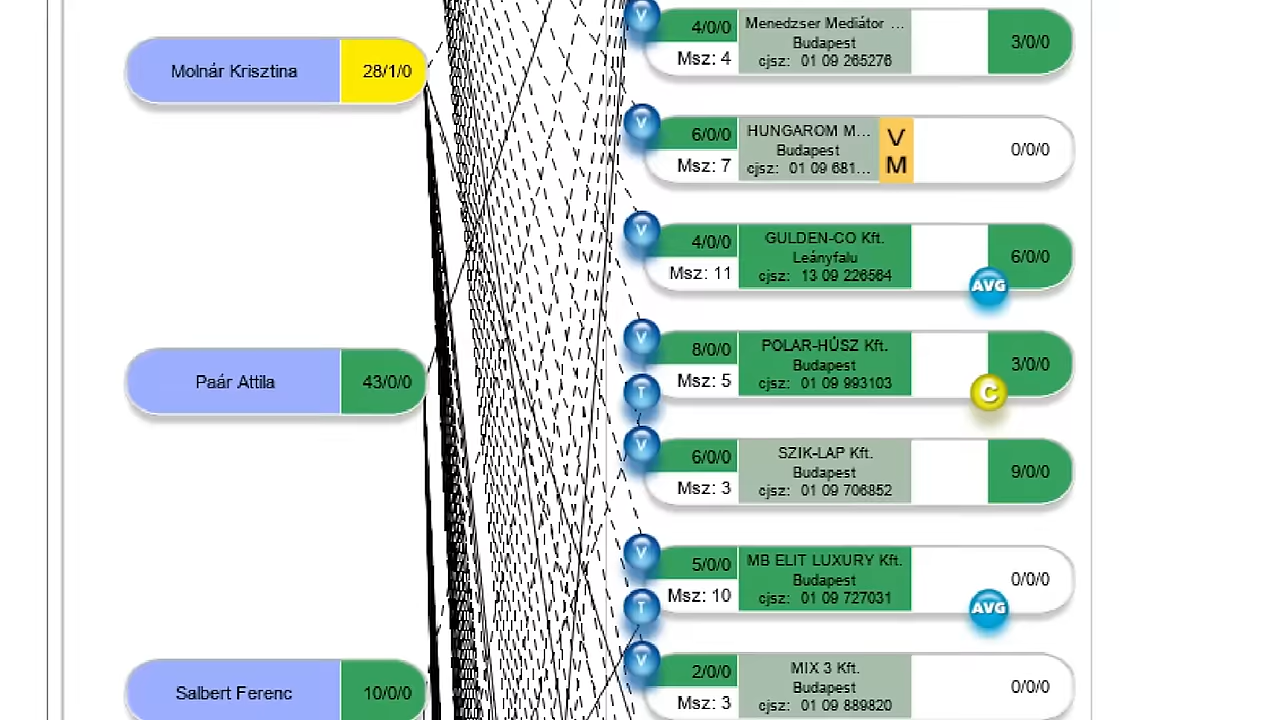 Molnár Krisztina 28/1/0
Paár Attila 43/0/0
Salbert Ferenc 10/0/0
V
4/0/0
Msz: 4
Menedzser Mediátor ...
Budapest
cjsz: 01 09 265276
3/0/0
V
6/0/0
Msz: 7
HUNGAROM M...
Budapest
cjsz: 01 09 681...
V
M
0/0/0
V
4/0/0
Msz: 11
GULDEN-CO Kft.
Leányfalu
cjsz: 13 09 226564
6/0/0
AVG
V
8/0/0
Msz: 5
POLAR-HÚSZ Kft.
Budapest
cjsz: 01 09 993103
3/0/0
C
T
V
6/0/0
Msz: 3
SZIK-LAP Kft.
Budapest
cjsz: 01 09 706852
9/0/0
V
5/0/0
Msz: 10
MB ELIT LUXURY Kft.
Budapest
cjsz: 01 09 727031
0/0/0
AVG
T
V
2/0/0
Msz: 3
MIX 3 Kft.
Budapest
cjsz: 01 09 889820
0/0/0